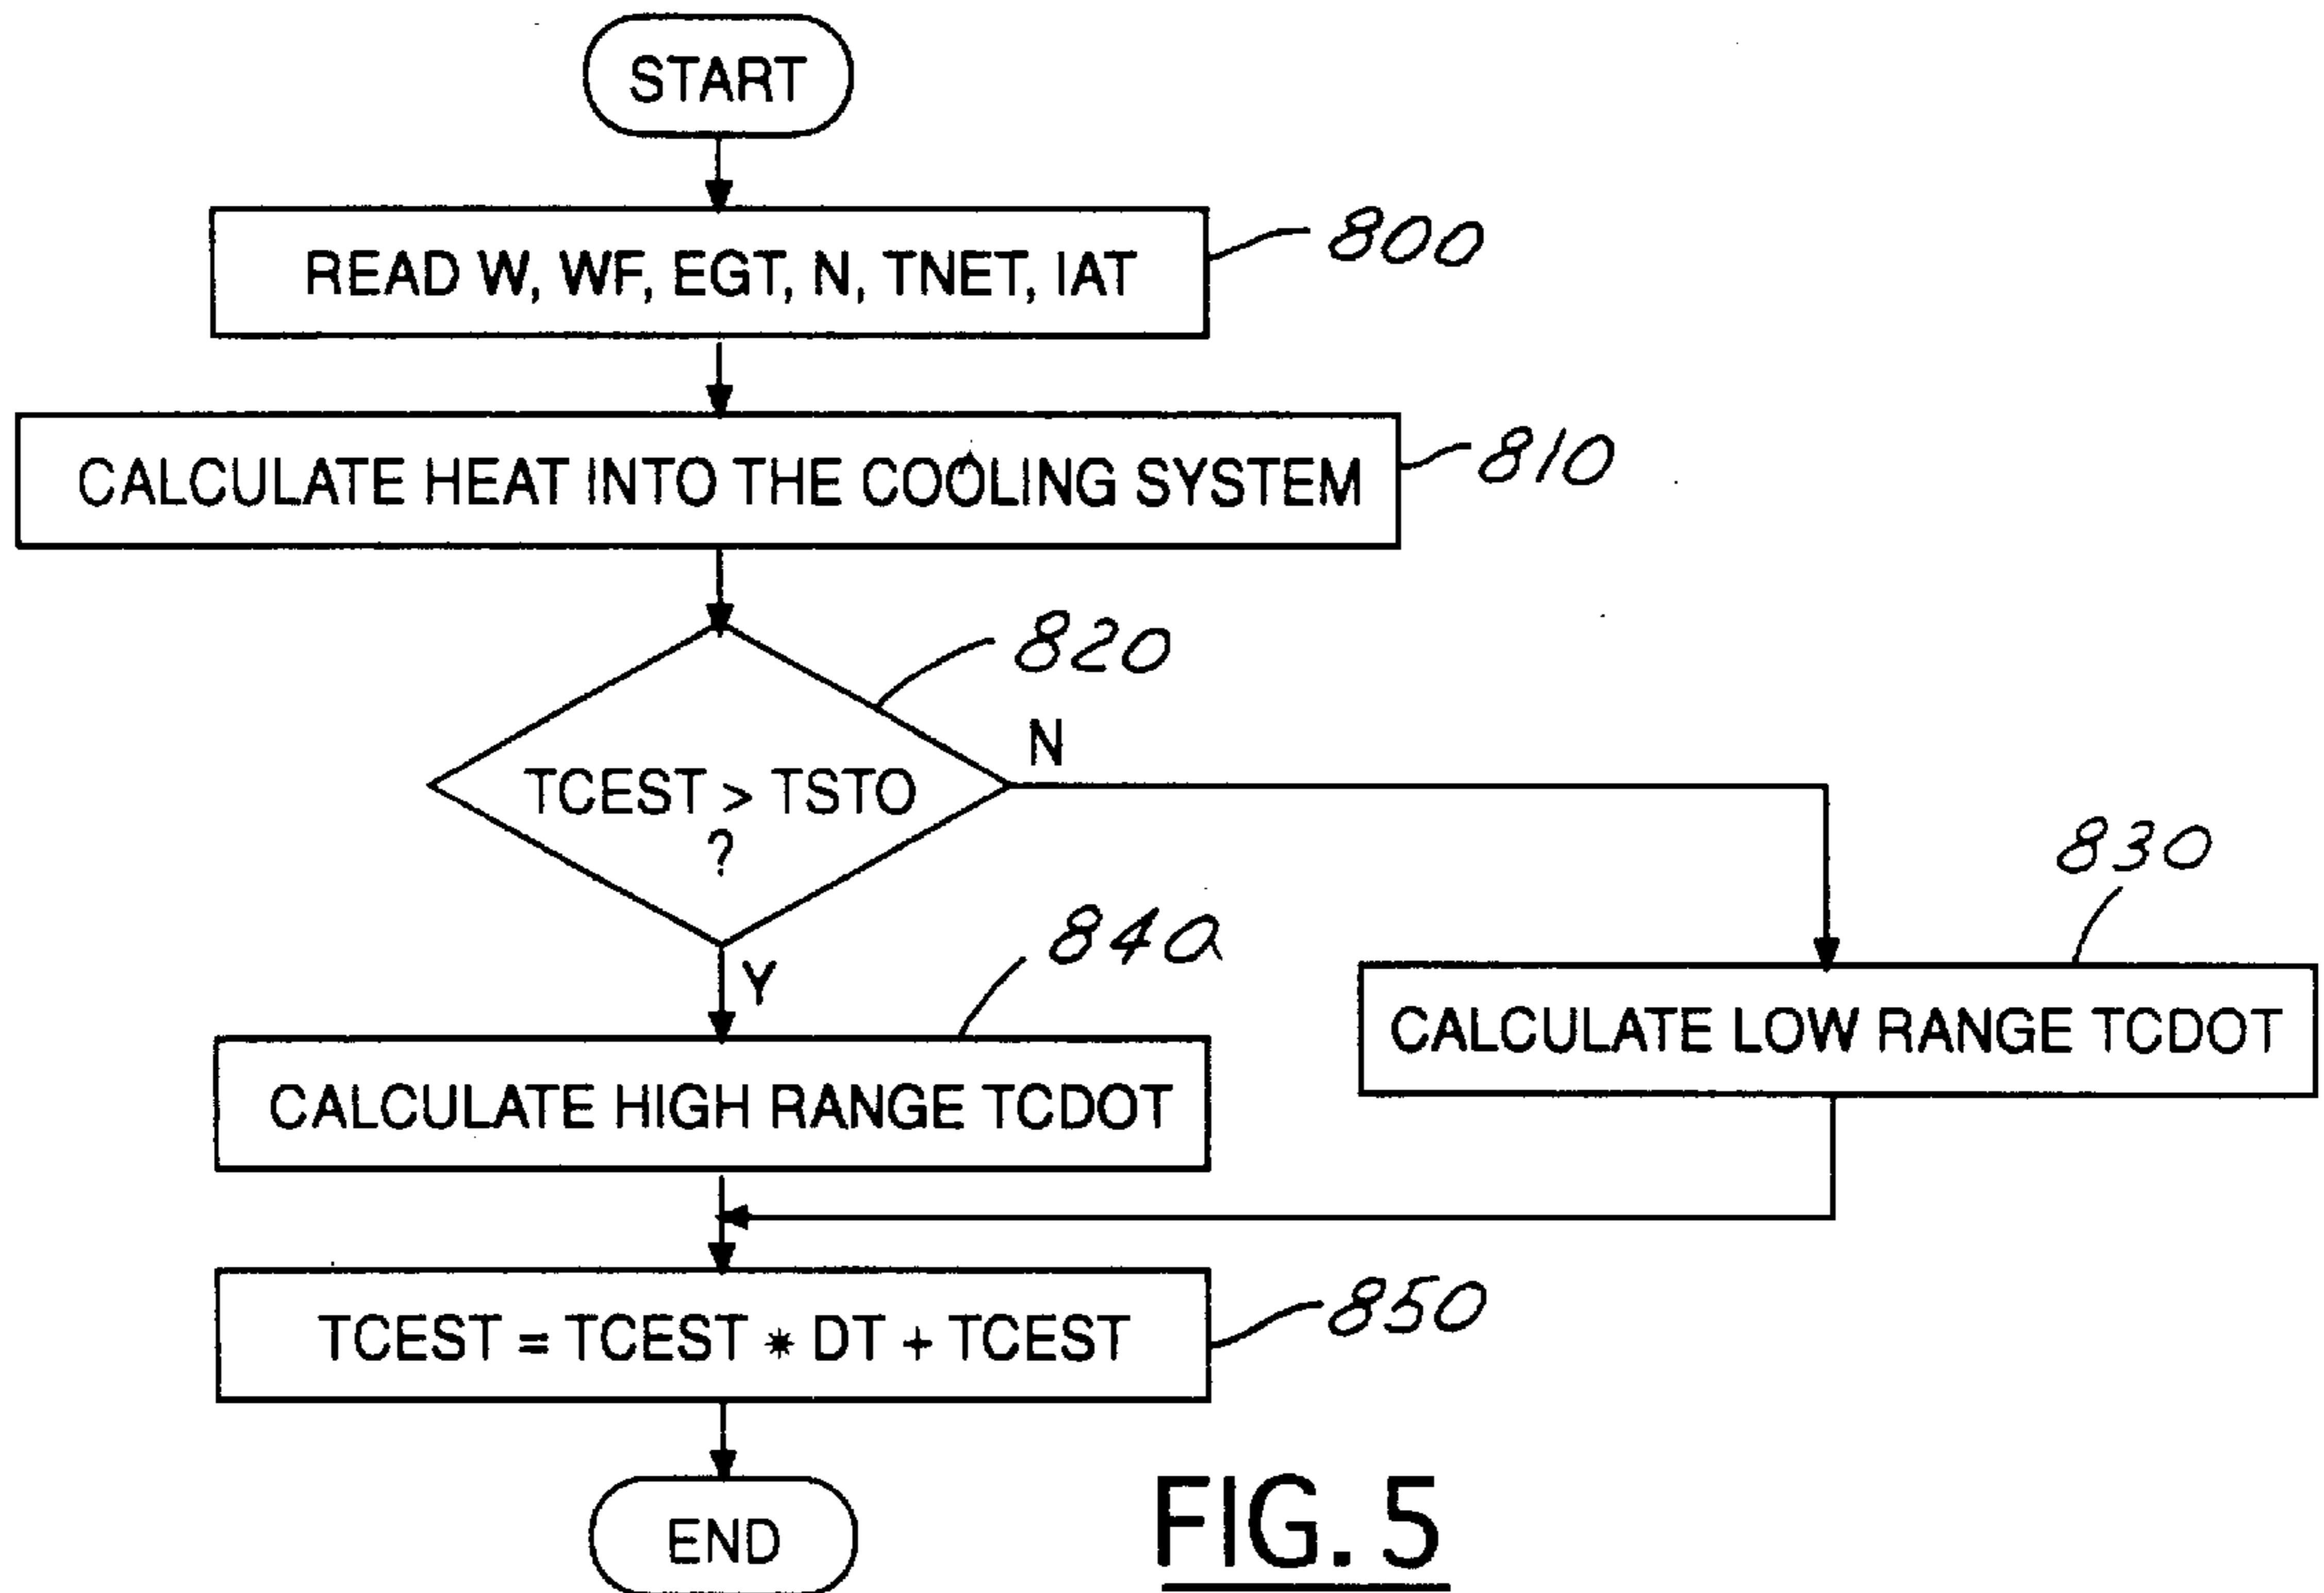 START
READ W, WF, EGT, N, TNET, IAT
800
CALCULATE HEAT INTO THE COOLING SYSTEM
810
820
N
TCEST > TSTO
?
830
840
Y
CALCULATE LOW RANGE TCDOT
CALCULATE HIGH RANGE TCDOT
TCEST = TCEST * DT + TCEST
850
END
FIG. 5